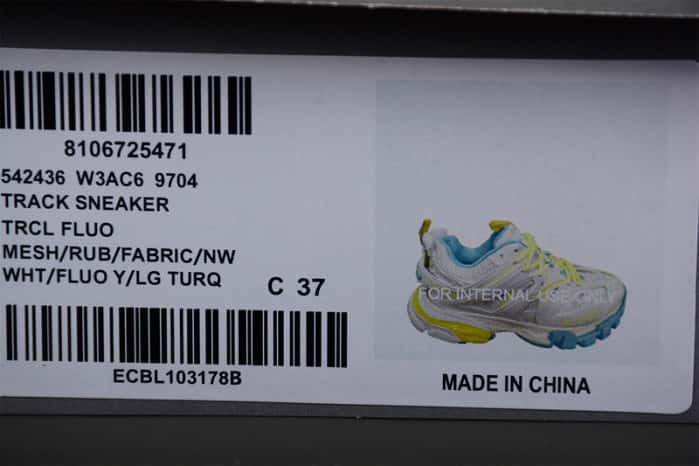 8106725471
542436 W3AC6 9704
TRACK SNEAKER
TRCL FLUO
MESH/RUB/FABRIC/NW
WHT/FLUO Y/LG TURQ
C 37
ECBL103178B
FOR INTERNAL USE ONLY
MADE IN CHINA